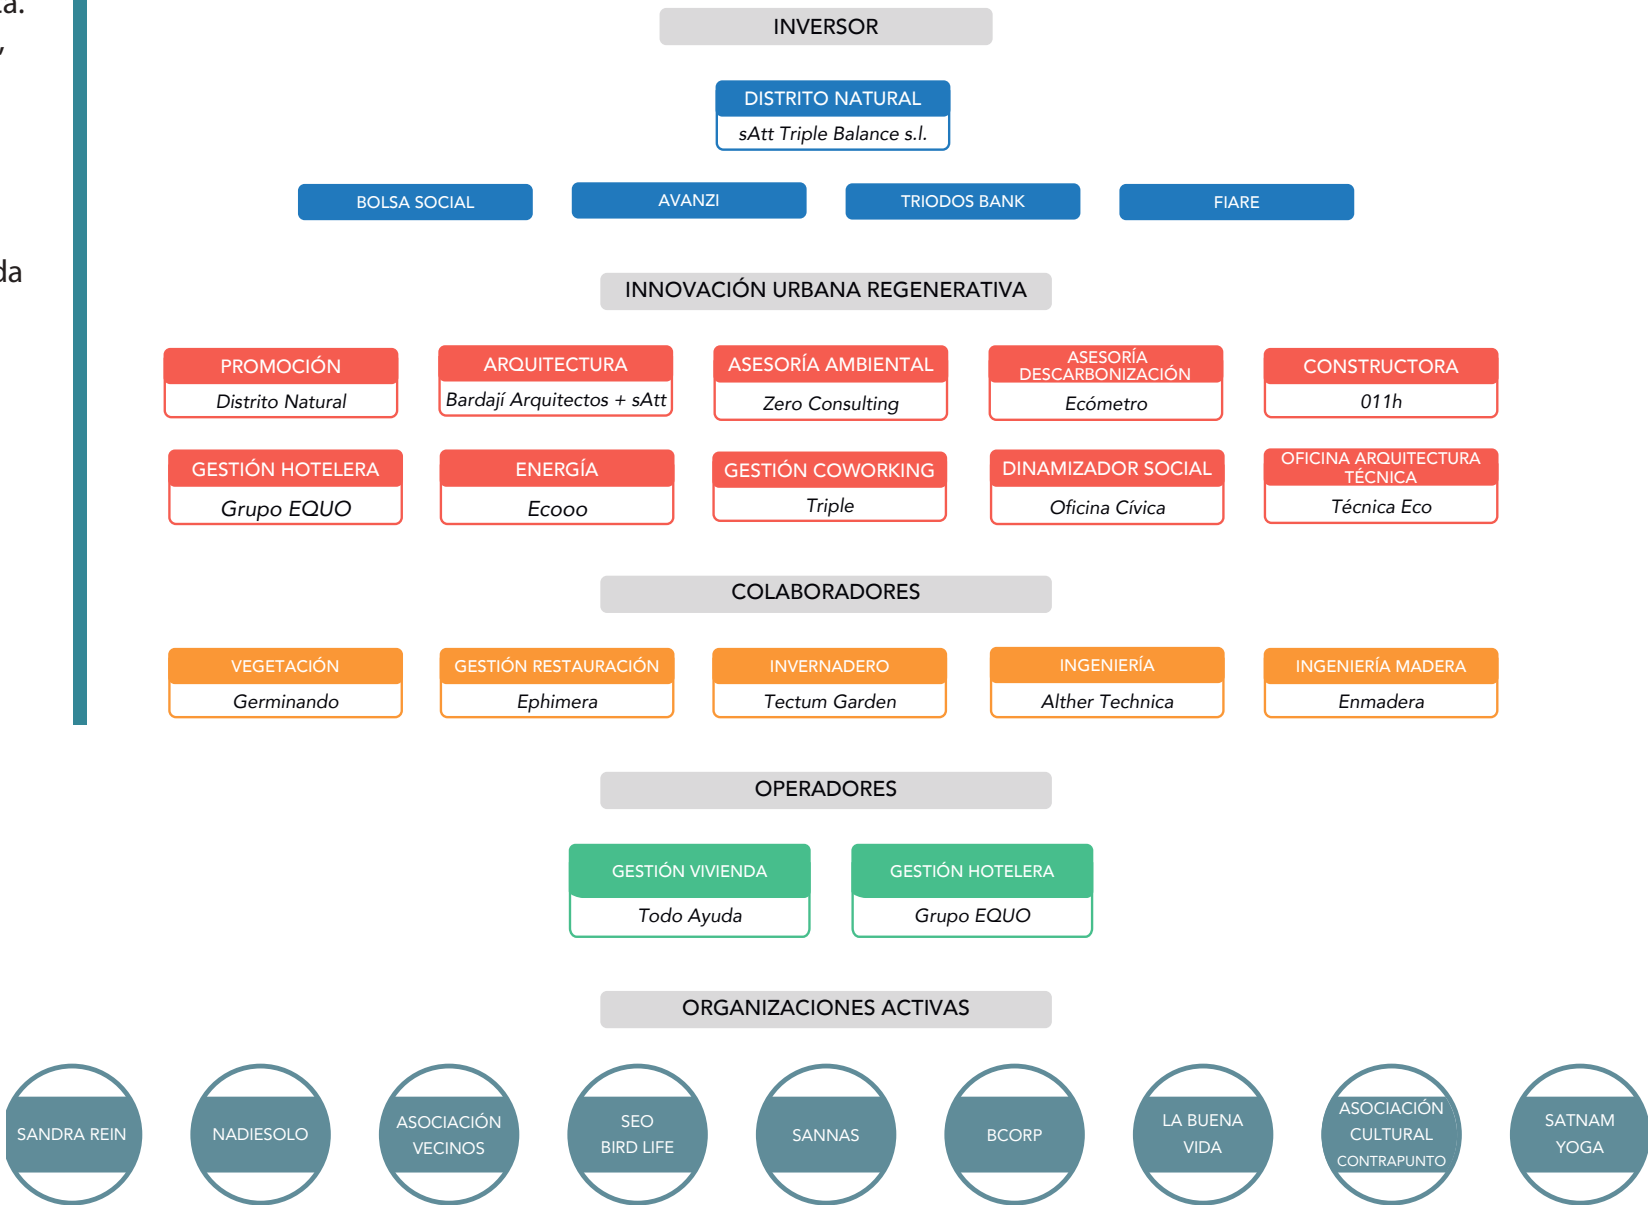 a.
,
da
INVERSOR
DISTRITO NATURAL
sAtt Triple Balance s.l.
BOLSA SOCIAL
AVANZI
TRIODOS BANK
FIARE
INNOVACIÓN URBANA REGENERATIVA
PROMOCIÓN
Distrito Natural
ARQUITECTURA
Bardají Arquitectos + sAtt
ASESORÍA AMBIENTAL
Zero Consulting
ASESORÍA
DESCARBONIZACIÓN
Ecómetro
CONSTRUCTORA
011h
GESTIÓN HOTELERA
Grupo EQUO
ENERGÍA
Ecooo
GESTIÓN COWORKING
Triple
DINAMIZADOR SOCIAL
Oficina Cívica
OFICINA ARQUITECTURA
TÉCNICA
Técnica Eco
COLABORADORES
VEGETACIÓN
Germinando
GESTIÓN RESTAURACIÓN
Ephimera
INVERNADERO
Tectum Garden
INGENIERÍA
Alther Technica
INGENIERÍA MADERA
Enmadera
OPERADORES
GESTIÓN VIVIENDA
Todo Ayuda
GESTIÓN HOTELERA
Grupo EQUO
ORGANIZACIONES ACTIVAS
SANDRA REIN
NADIESOLO
ASOCIACIÓN
VECINOS
SEO
BIRD LIFE
SANNAS
BCORP
LA BUENA
VIDA
ASOCIACIÓN
CULTURAL
CONTRAPUNTO
SATNAM
YOGA